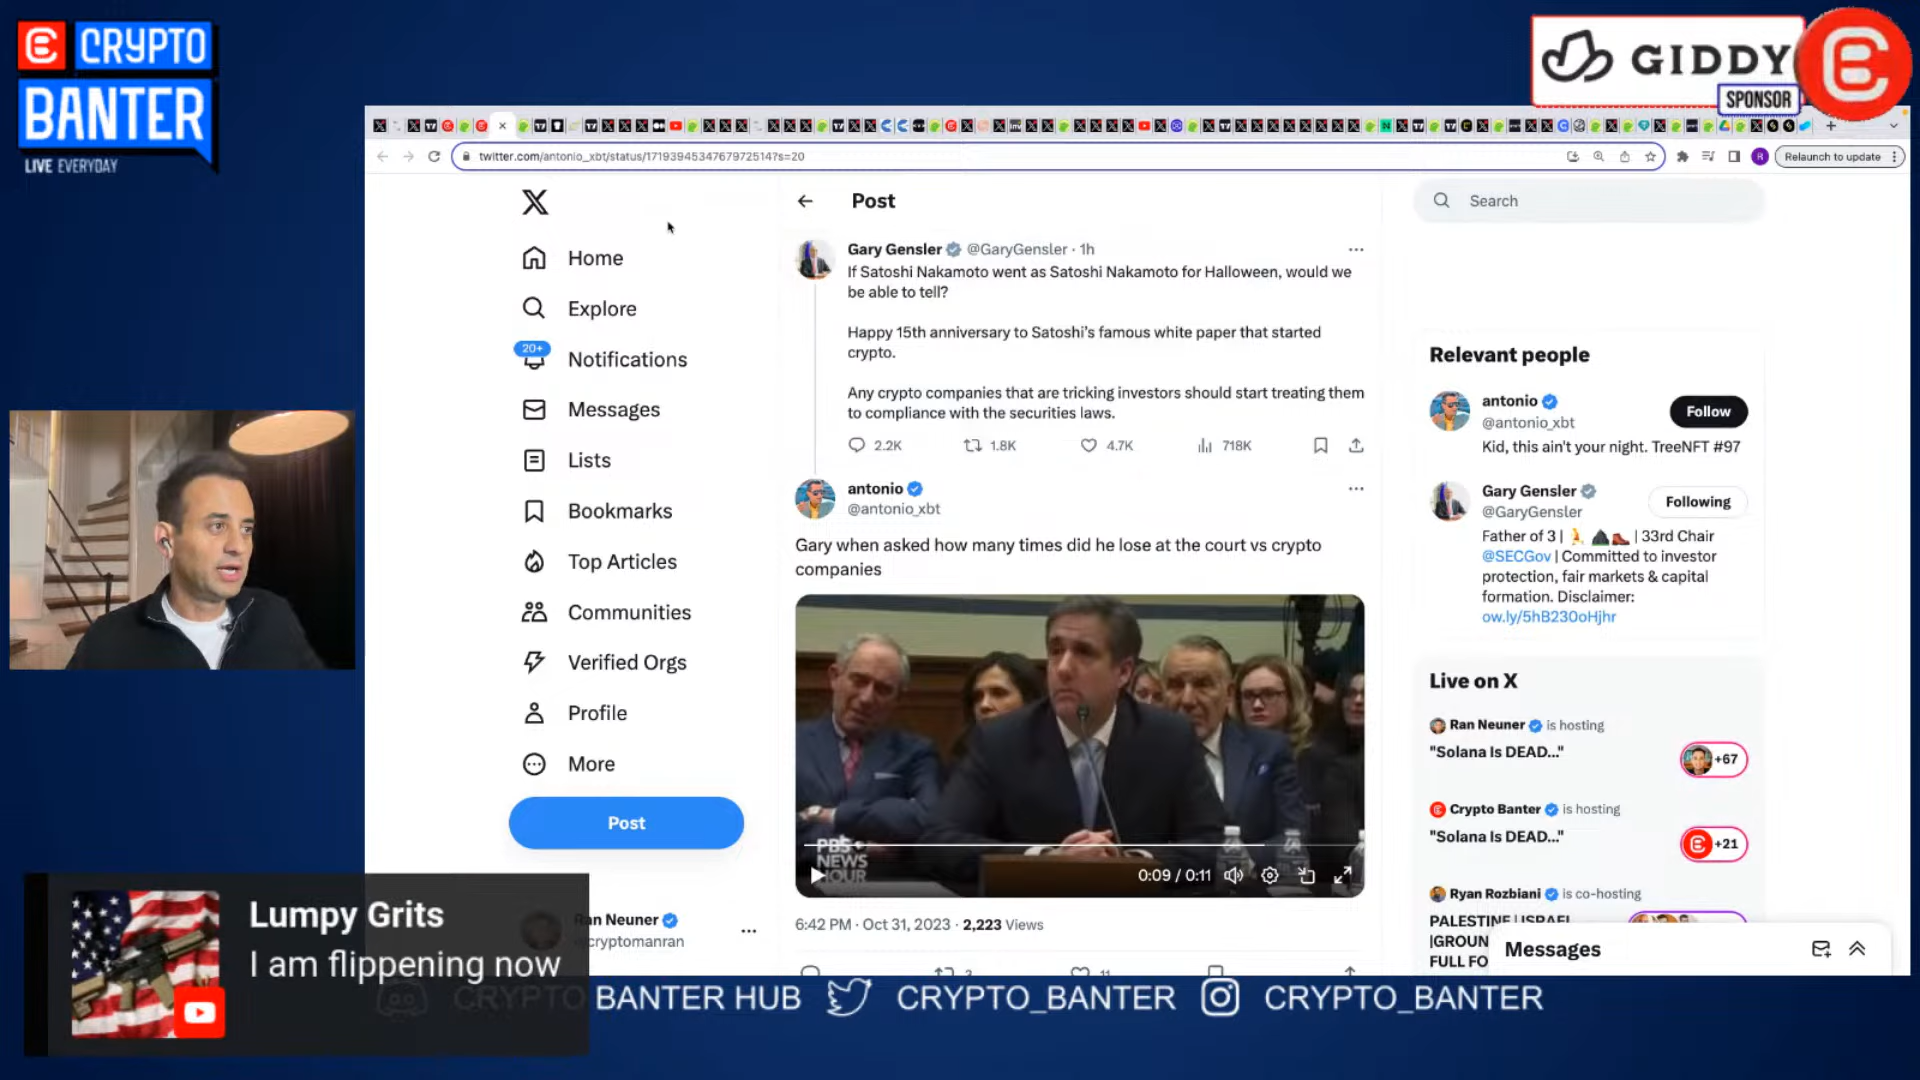 CRYPTO
BANTER
LIVE EVERYDAY
GIDDY
SPONSOR
twitter.com/antonio_xbt/status/1719394534767972514?s=20
Relaunch to update
Home
Explore
20+
Notifications
Messages
Lists
Bookmarks
Top Articles
Communities
Verified Orgs
Profile
More
Post
Ran Neuner
cryptomanran
Post
Gary Gensler @GaryGensler · 1h
If Satoshi Nakamoto went as Satoshi Nakamoto for Halloween, would we
be able to tell?
Happy 15th anniversary to Satoshi's famous white paper that started
crypto.
Any crypto companies that are tricking investors should start treating them
to compliance with the securities laws.
2.2K 1.8K 4.7K 718K
antonio
@antonio_xbt
Gary when asked how many times did he lose at the court vs crypto
companies
PBS
NEWS
HOUR
0:09 / 0:11
6:42 PM · Oct 31, 2023 · 2,223 Views
3 11
Search
Relevant people
antonio
@antonio_xbt
Follow
Kid, this ain't your night. TreeNFT #97
Gary Gensler
@GaryGensler
Following
Father of 3 | | 33rd Chair
@SECGov | Committed to investor
protection, fair markets & capital
formation. Disclaimer:
ow.ly/5hB230oHjhr
Live on X
Ran Neuner is hosting
"Solana Is DEAD..."
+67
Crypto Banter is hosting
"Solana Is DEAD..."
+21
Ryan Rozbiani is co-hosting
PALESTINE | ISRAEL
|GROUN
FULL FO
Messages
Lumpy Grits
I am flippening now
CRYPTO BANTER HUB CRYPTO_BANTER CRYPTO_BANTER